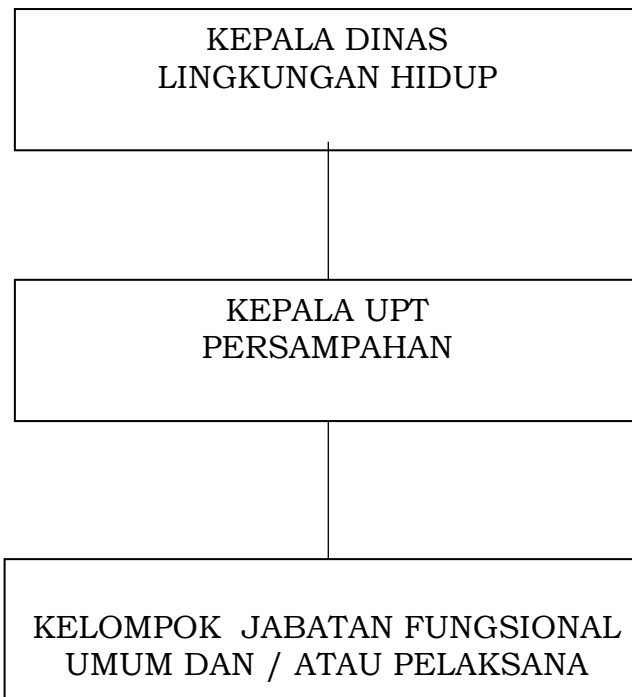 KEPALA DINAS
LINGKUNGAN HIDUP
KEPALA UPT
PERSAMPAHAN
KELOMPOK JABATAN FUNGSIONAL
UMUM DAN / ATAU PELAKSANA